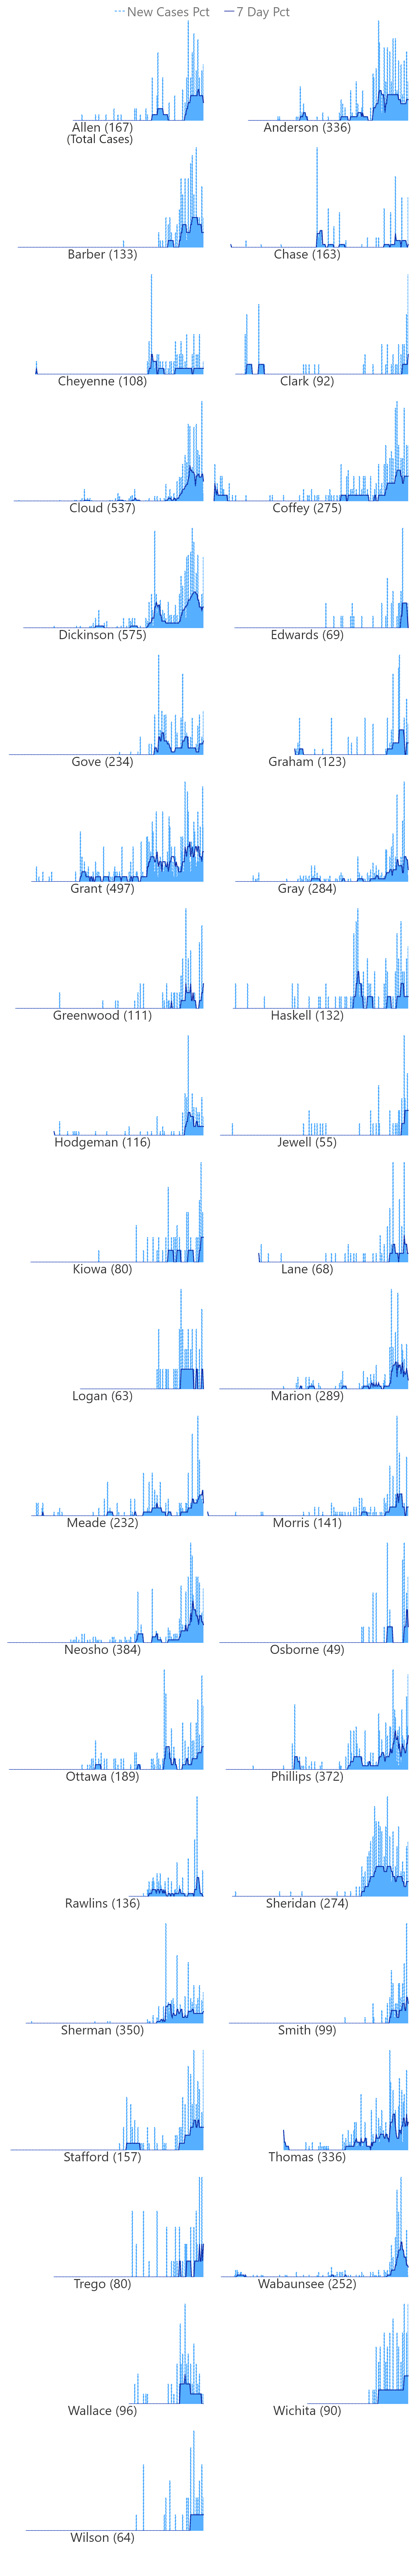 New Cases Pct 7 Day Pct
Allen (167) Anderson (336)
(Total Cases)
Barber (133) Chase (163)
Cheyenne (108) Clark (92)
Cloud (537) Coffey (275)
Dickinson (575) Edwards (69)
Gove (234) Graham (123)
Grant (497) Gray (284)
Greenwood (111) Haskell (132)
Hodgeman (116) Jewell (55)
Kiowa (80) Lane (68)
Logan (63) Marion (289)
Meade (232) Morris (141)
Neosho (384) Osborne (49)
Ottawa (189) Phillips (372)
Rawlins (136) Sheridan (274)
Sherman (350) Smith (99)
Stafford (157) Thomas (336)
Trego (80) Wabaunsee (252)
Wallace (96) Wichita (90)
Wilson (64)